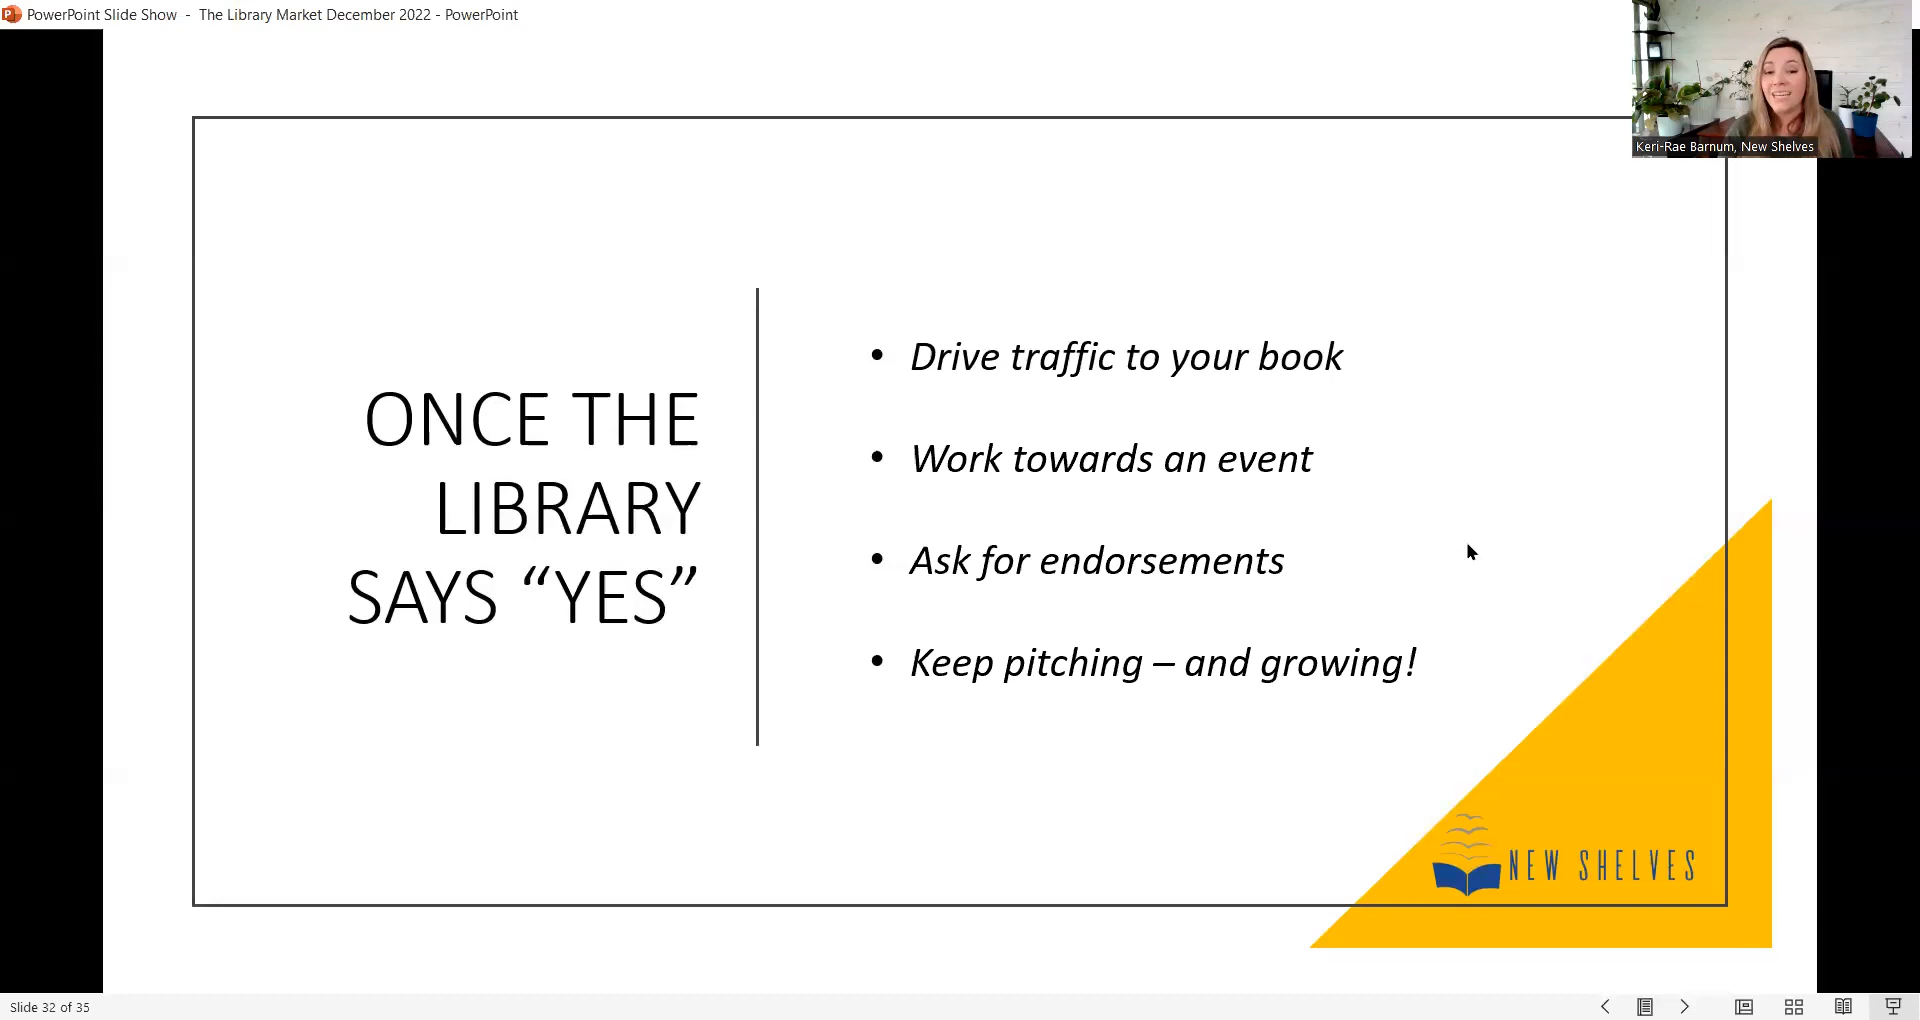 PowerPoint Slide Show - The Library Market December 2022 - PowerPoint
Keri-Rae Barnum, New Shelves
ONCE THE
LIBRARY
SAYS “YES”
• Drive traffic to your book
• Work towards an event
• Ask for endorsements
• Keep pitching – and growing!
NEW SHELVES
Slide 32 of 35